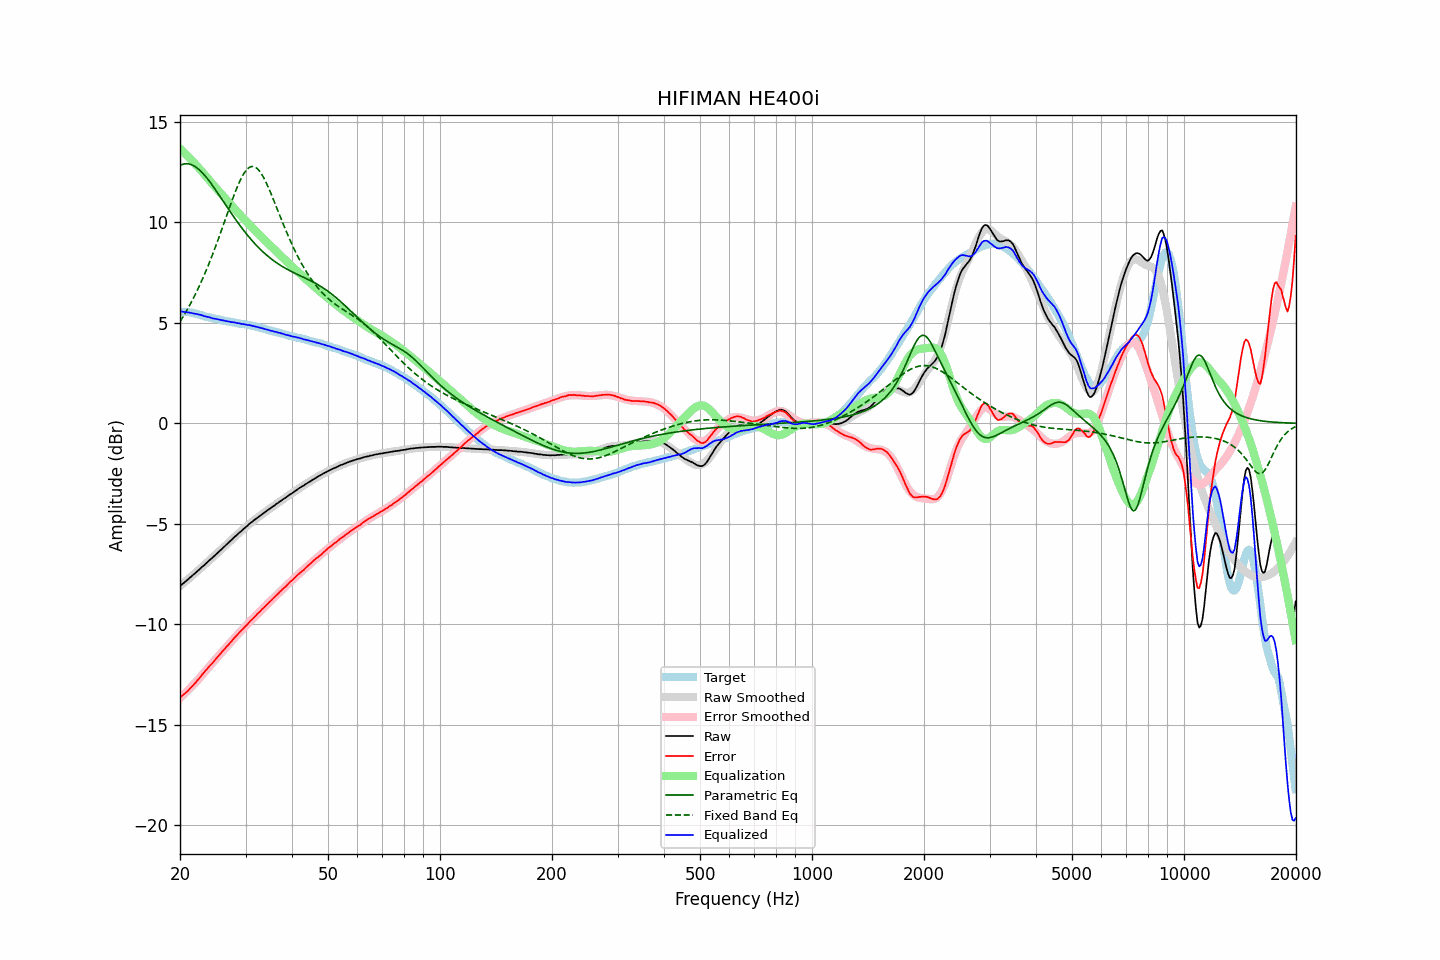 HIFIMAN HE400i
15
10
5
0
−5
−10
−15
−20
Amplitude (dBr)
20
50
100
200
500
1000
2000
5000
10000
20000
Frequency (Hz)
Target
Raw Smoothed
Error Smoothed
Raw
Error
Equalization
Parametric Eq
Fixed Band Eq
Equalized